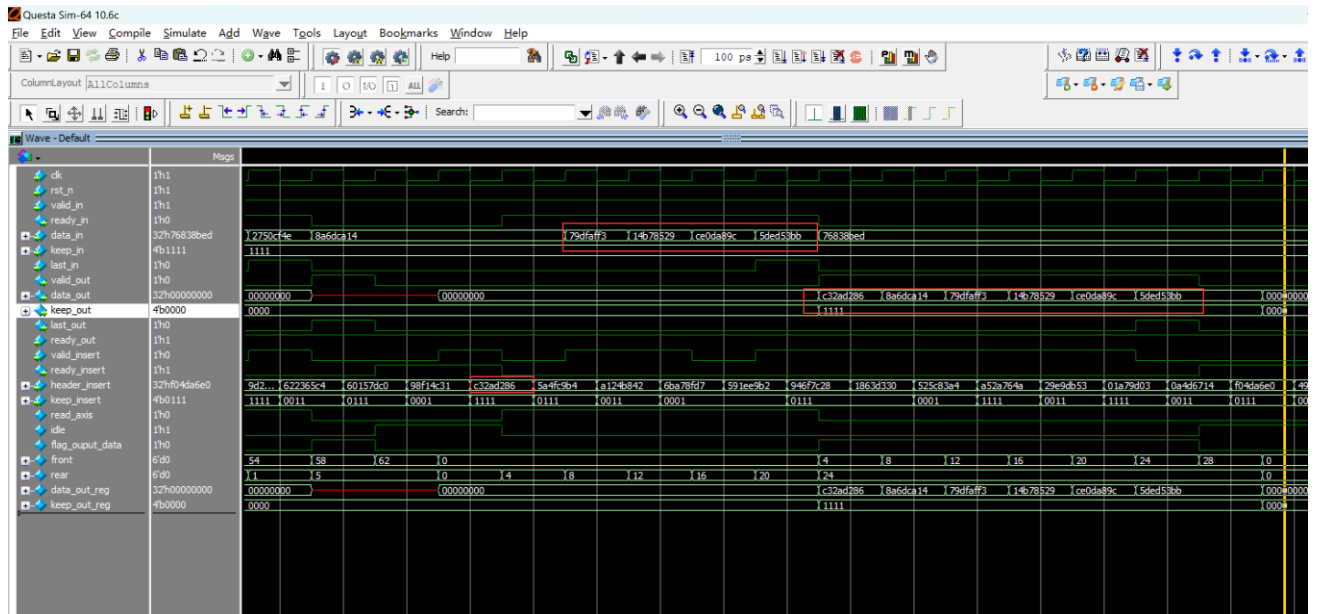 Questa Sim-64 10.6c
File Edit View Compile Simulate Add Wave Tools Layout Bookmarks Window Help
Help 100 ps
ColumnLayout AllColumns
Search:
Wave - Default
Msgs
clk 1'h1
rst_n 1'h1
valid_in 1'h1
ready_in 1'h0
data_in 32'h76838bed 2750cf4e 8a6dca14 79dfaff3 14b78529 ce0da89c 5ded53bb 76838bed
keep_in 4'b1111 1111
last_in 1'h0
valid_out 1'h0
data_out 32'h00000000 00000000 00000000 c32ad286 8a6dca14 79dfaff3 14b78529 ce0da89c 5ded53bb 00000000
keep_out 4'b0000 0000 1111 0000
last_out 1'h0
ready_out 1'h1
valid_insert 1'h0
ready_insert 1'h1
header_insert 32'hf04da6e0 9d2... 622365c4 60157dc0 98f14c31 c32ad286 5a4fc9b4 a124b842 6ba78fd7 591ee9b2 946f7c28 1863d330 525c83a4 a52a764a 29e9db53 01a79d03 0a4d6714 f04da6e0 49
keep_insert 4'b0111 1111 0011 0111 0001 1111 0111 0011 0001 0111 0001 1111 0011 1111 0011 0111 00
read_axis 1'h0
idle 1'h1
flag_ouput_data 1'h0
front 6'd0 54 58 62 0 4 8 12 16 20 24 28 0
rear 6'd0 1 5 0 4 8 12 16 20 24 0
data_out_reg 32'h00000000 00000000 00000000 c32ad286 8a6dca14 79dfaff3 14b78529 ce0da89c 5ded53bb 00000000
keep_out_reg 4'b0000 0000 1111 0000